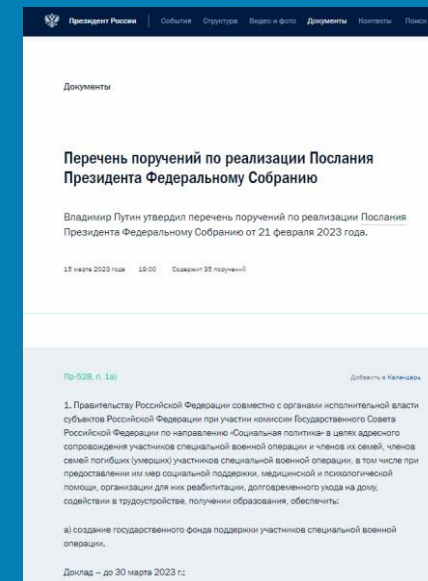 Президент России
События Структура Видео и фото Документы Контакты Поиск
Документы
Перечень поручений по реализации Послания
Президента Федеральному Собранию
Владимир Путин утвердил перечень поручений по реализации Послания
Президента Федеральному Собранию от 21 февраля 2023 года.
15 марта 2023 года 19:00 Содержит 35 поручений
Пр-528, п. 1а) Добавить в Календарь
1. Правительству Российской Федерации совместно с органами исполнительной власти
субъектов Российской Федерации при участии комиссии Государственного Совета
Российской Федерации по направлению «Социальная политика» в целях адресного
сопровождения участников специальной военной операции и членов их семей, членов
семей погибших (умерших) участников специальной военной операции, в том числе при
предоставлении им мер социальной поддержки, медицинской и психологической
помощи, организации для них реабилитации, долговременного ухода на дому,
содействии в трудоустройстве, получении образования, обеспечить:
а) создание государственного фонда поддержки участников специальной военной
операции.
Доклад – до 30 марта 2023 г.;